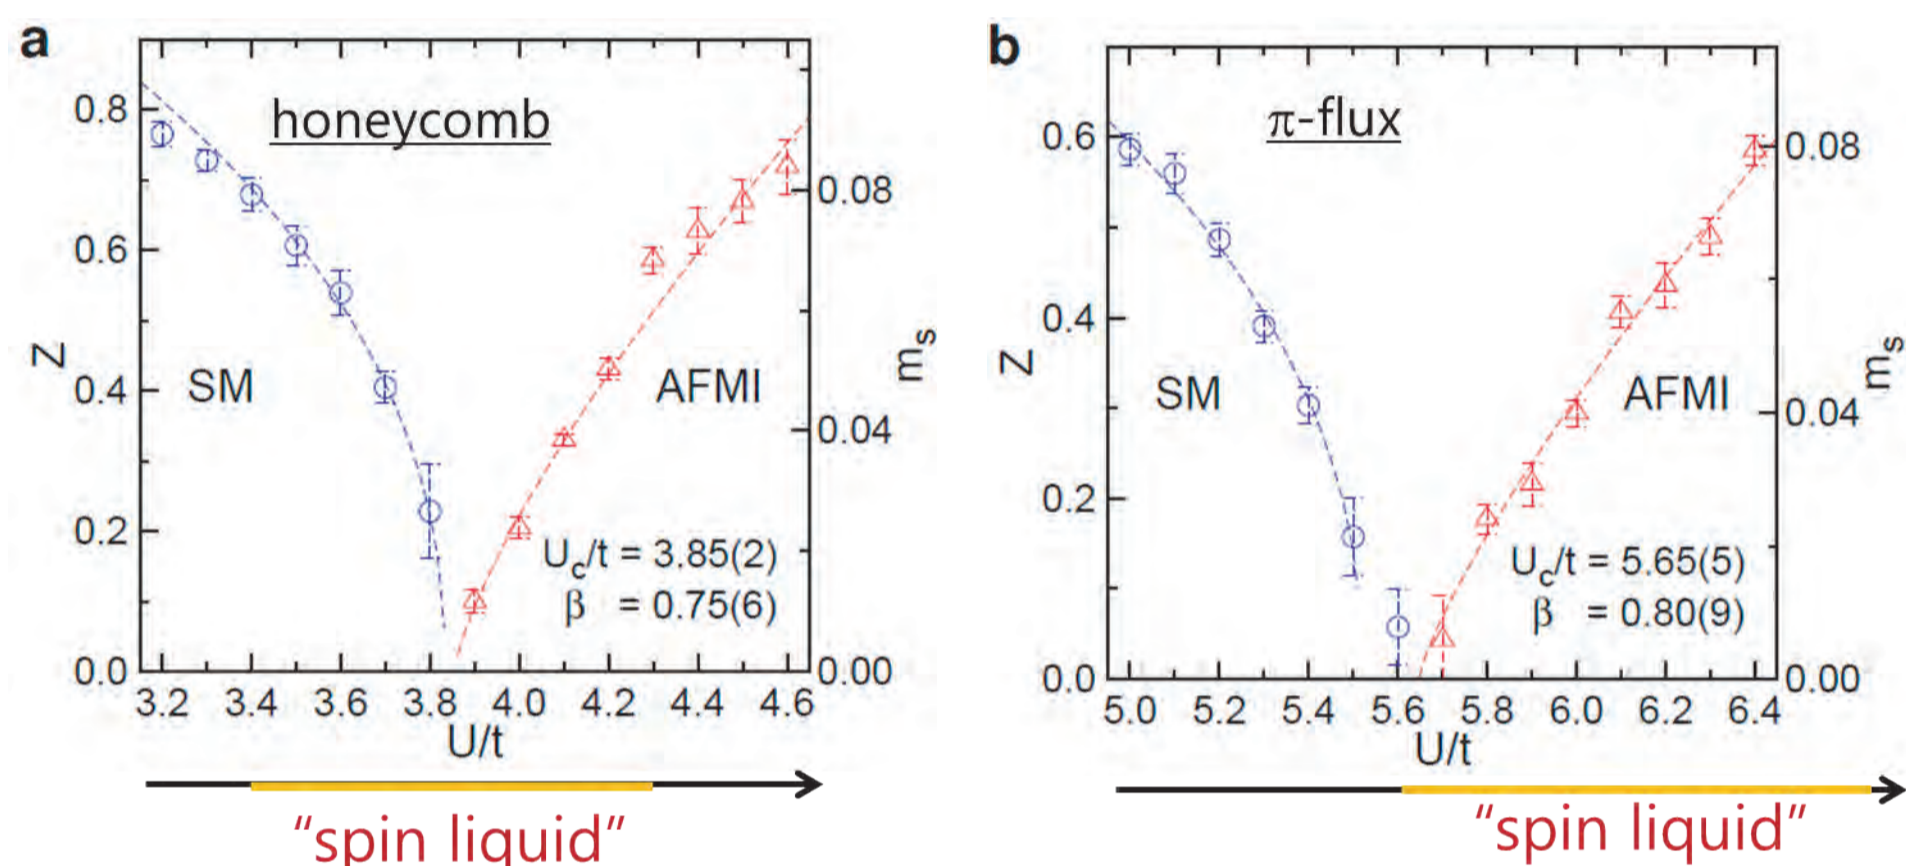 a
honeycomb
0.8
0.6
0.4
0.2
0.0
Z
SM
AFMI
0.08
0.04
0.00
mₛ
U_c/t = 3.85(2)
β = 0.75(6)
3.2 3.4 3.6 3.8 4.0 4.2 4.4 4.6
U/t
“spin liquid”
b
π-flux
0.6
0.4
0.2
0.0
Z
SM
AFMI
0.08
0.04
0.00
mₛ
U_c/t = 5.65(5)
β = 0.80(9)
5.0 5.2 5.4 5.6 5.8 6.0 6.2 6.4
U/t
“spin liquid”